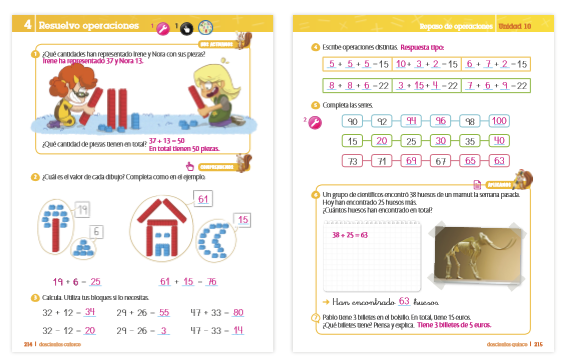 4 Resuelvo operaciones
1
1
1 ¿Qué cantidades han representado Irene y Nora con sus piezas?
Irene ha representado 37 y Nora 13.
¿Qué cantidad de piezas tienen en total? 37 + 13 = 50
En total tienen 50 piezas.
2 ¿Cuál es el valor de cada dibujo? Completa como en el ejemplo.
19
6
61
15
19 + 6 - 25
61 + 15 - 76
3 Calcula. Utiliza tus bloques si lo necesitas.
32 + 12 - 34
29 + 26 - 55
47 + 33 - 80
32 - 12 - 20
29 - 26 - 3
47 - 33 - 14
214 | doscientos catorce
Repaso de operaciones Unidad 10
4 Escribe operaciones distintas. Respuesta tipo:
5 + 5 + 5 - 15
10 + 3 + 2 - 15
6 + 7 + 2 - 15
8 + 8 + 6 - 22
3 + 15 + 4 - 22
7 + 6 + 9 - 22
5 Completa las series.
2
90 92 94 96 98 100
15 20 25 30 35 40
73 71 69 67 65 63
6 Un grupo de científicos encontró 38 huesos de un mamut la semana pasada.
Hoy han encontrado 25 huesos más.
¿Cuántos huesos han encontrado en total?
38 + 25 = 63
Han encontrado 63 huesos
7 Pablo tiene 3 billetes en el bolsillo. En total, tiene 15 euros.
¿Qué billetes tiene? Piensa y explica. Tiene 3 billetes de 5 euros.
doscientos quince | 215